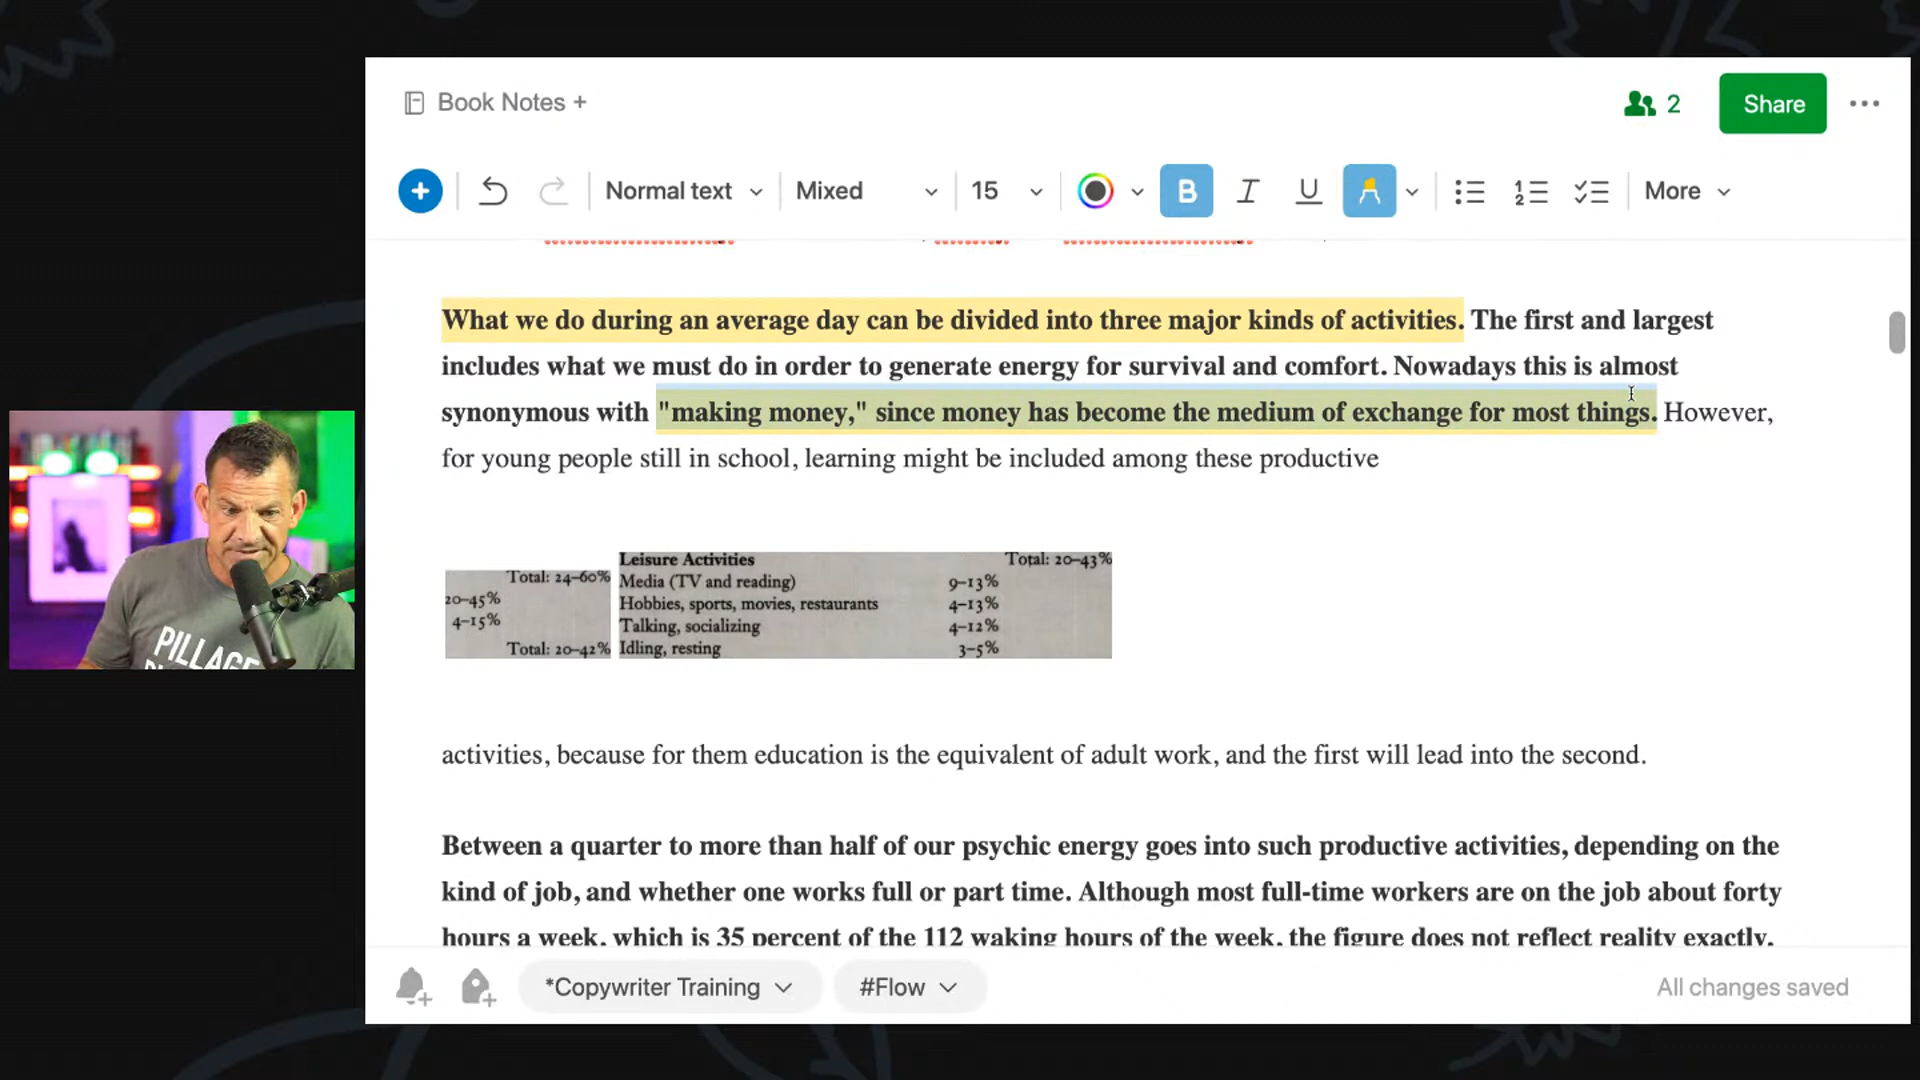 Book Notes +
2
Share
Normal text
Mixed
15
B
I
U
More
What we do during an average day can be divided into three major kinds of activities. The first and largest
includes what we must do in order to generate energy for survival and comfort. Nowadays this is almost
synonymous with "making money," since money has become the medium of exchange for most things. However,
for young people still in school, learning might be included among these productive
Total: 24–60%
20–45%
4–15%
Total: 20–42%
Leisure Activities Total: 20–43%
Media (TV and reading) 9–13%
Hobbies, sports, movies, restaurants 4–13%
Talking, socializing 4–12%
Idling, resting 3–5%
PILLAGE
activities, because for them education is the equivalent of adult work, and the first will lead into the second.
Between a quarter to more than half of our psychic energy goes into such productive activities, depending on the
kind of job, and whether one works full or part time. Although most full-time workers are on the job about forty
hours a week, which is 35 percent of the 112 waking hours of the week, the figure does not reflect reality exactly,
*Copywriter Training
#Flow
All changes saved